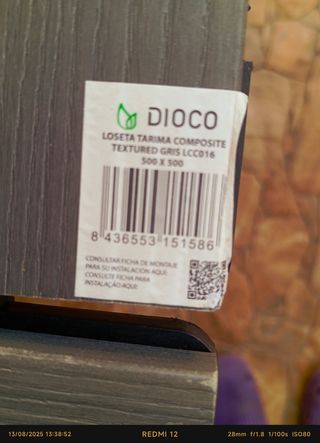 DIOCO
LOSETA TARIMA COMPOSITE
TEXTURED GRIS LCC016
500 X 500
8 436553 151586
CONSULTAR FICHA DE MONTAJE
PARA SU INSTALACIÓN AQUI.
CONSULTE FICHA PARA
INSTALAÇÃO AQUI.
13/08/2025 13:38:52 REDMI 12 28mm f/1.8 1/100s ISO80